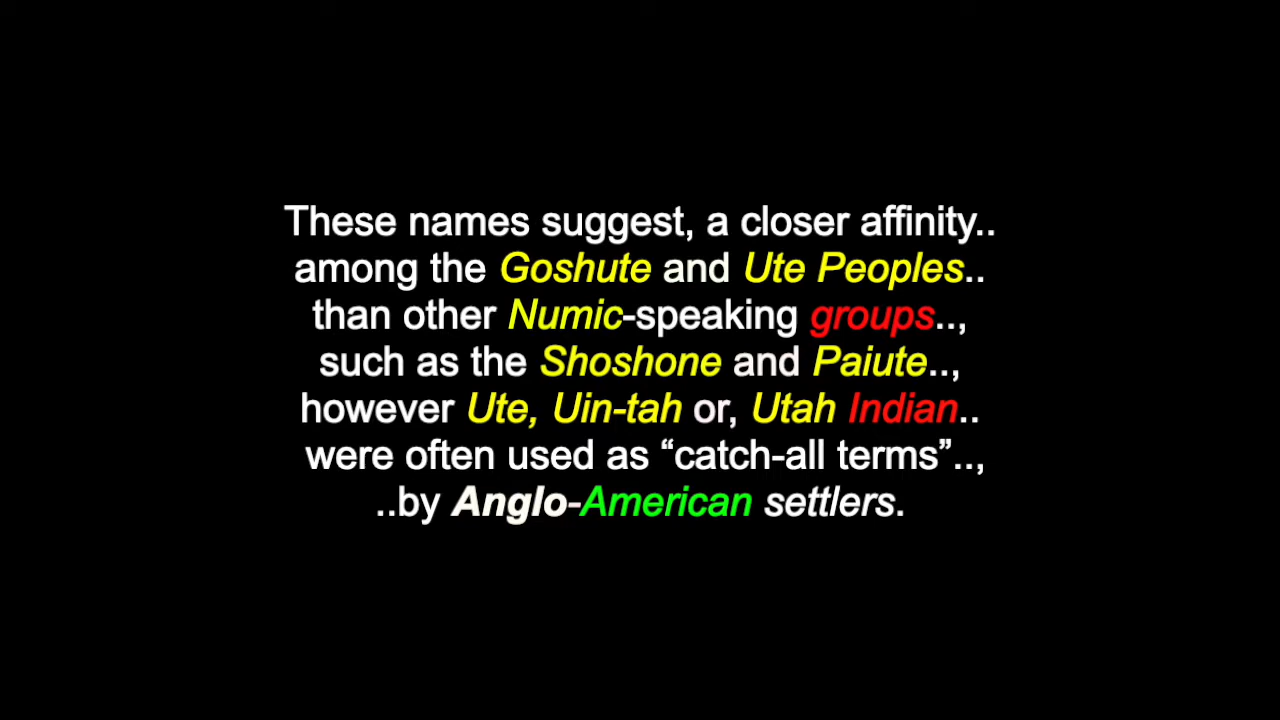 These names suggest, a closer affinity..
among the Goshute and Ute Peoples..
than other Numic-speaking groups..,
such as the Shoshone and Paiute..,
however Ute, Uin-tah or, Utah Indian..
were often used as “catch-all terms”..,
..by Anglo-American settlers.